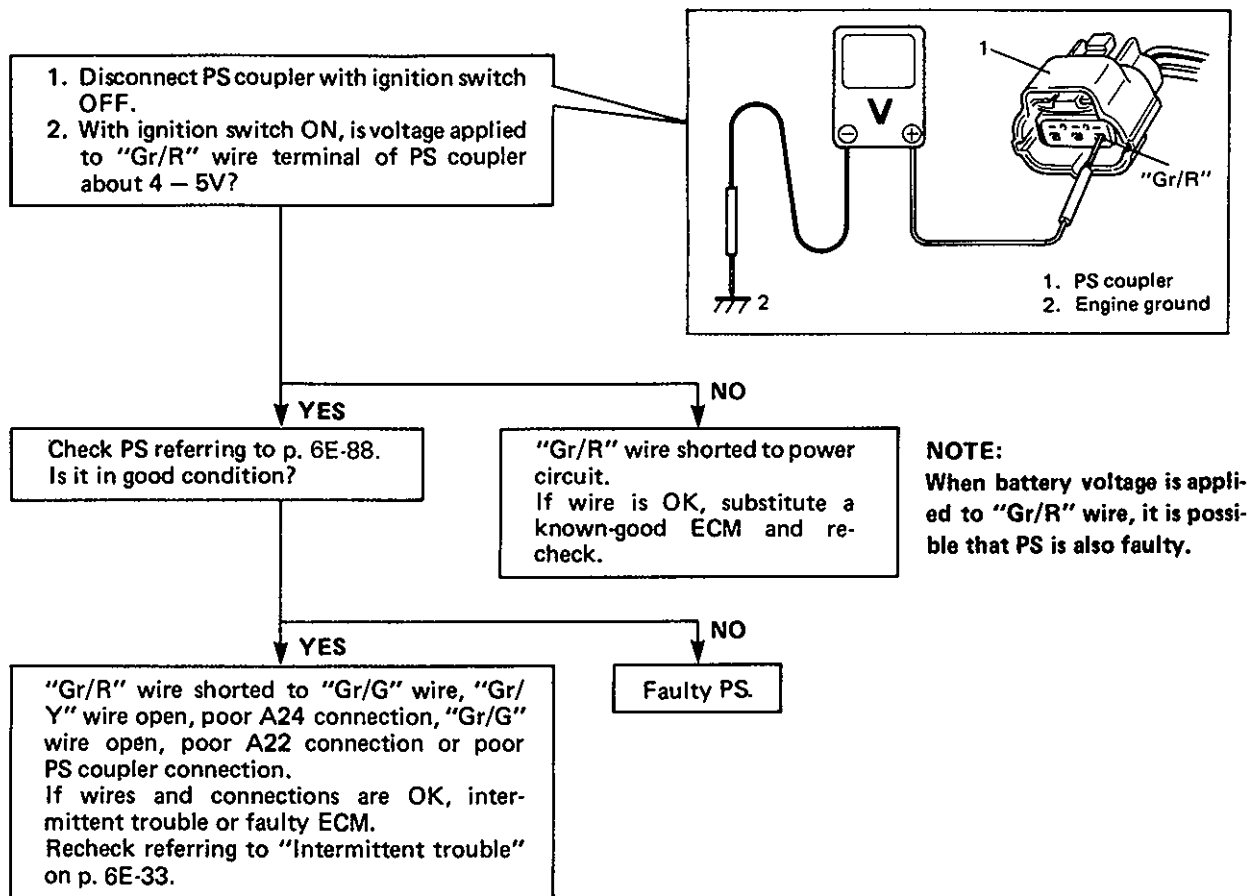 1. Disconnect PS coupler with ignition switch
OFF.
2. With ignition switch ON, is voltage applied
to "Gr/R" wire terminal of PS coupler
about 4 – 5V?
1
V
⊖ ⊕
"Gr/R"
2
1. PS coupler
2. Engine ground
YES
NO
Check PS referring to p. 6E-88.
Is it in good condition?
"Gr/R" wire shorted to power
circuit.
If wire is OK, substitute a
known-good ECM and re-
check.
NOTE:
When battery voltage is appli-
ed to "Gr/R" wire, it is possi-
ble that PS is also faulty.
YES
NO
"Gr/R" wire shorted to "Gr/G" wire, "Gr/
Y" wire open, poor A24 connection, "Gr/G"
wire open, poor A22 connection or poor
PS coupler connection.
If wires and connections are OK, inter-
mittent trouble or faulty ECM.
Recheck referring to "Intermittent trouble"
on p. 6E-33.
Faulty PS.